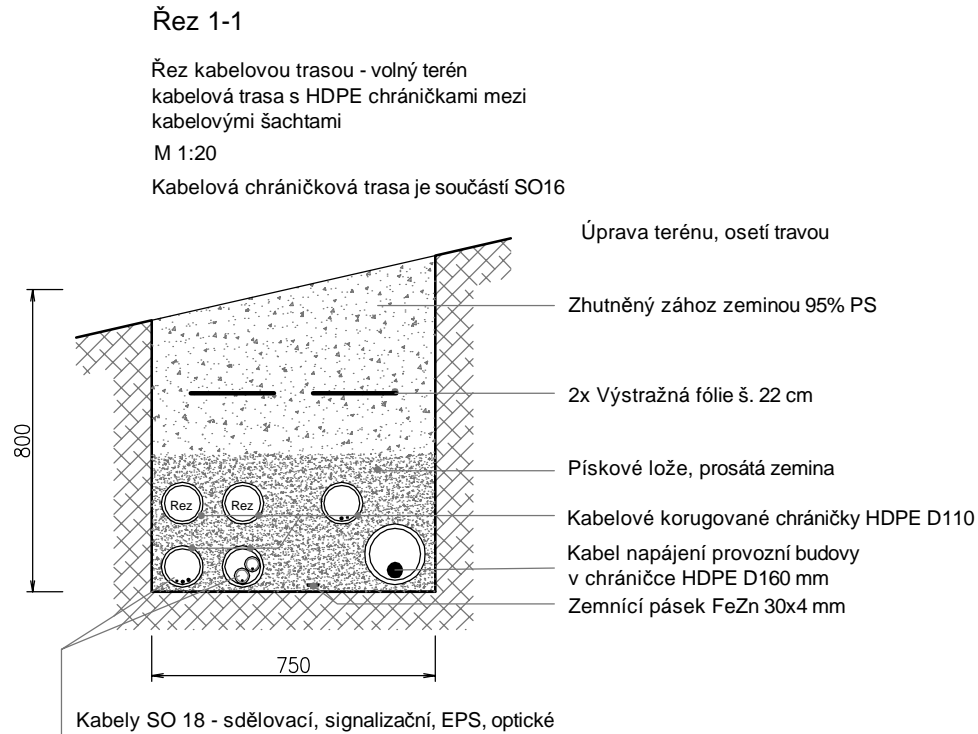 Řez 1-1
Řez kabelovou trasou - volný terén
kabelová trasa s HDPE chráničkami mezi
kabelovými šachtami
M 1:20
Kabelová chráničková trasa je součástí SO16
Úprava terénu, osetí travou
Zhutněný zához zeminou 95% PS
2x Výstražná fólie š. 22 cm
800
Pískové lože, prosátá zemina
Rez
Rez
Kabelové korugované chráničky HDPE D110
Kabel napájení provozní budovy
v chráničce HDPE D160 mm
Zemnící pásek FeZn 30x4 mm
750
Kabely SO 18 - sdělovací, signalizační, EPS, optické